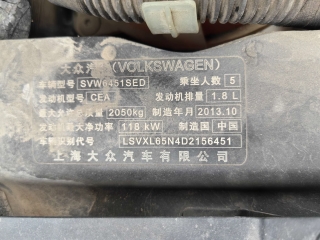 大众汽车(VOLKSWAGEN)
车辆型号 SVW6451SED 乘坐人数 5
发动机型号 CEA 发动机排量 1.8 L
最大允许总质量 2050kg 制造年月 2013.10
发动机最大净功率 118 kW 制造国 中国
车辆识别代号 LSVXL65N4D2156451
上海大众汽车有限公司